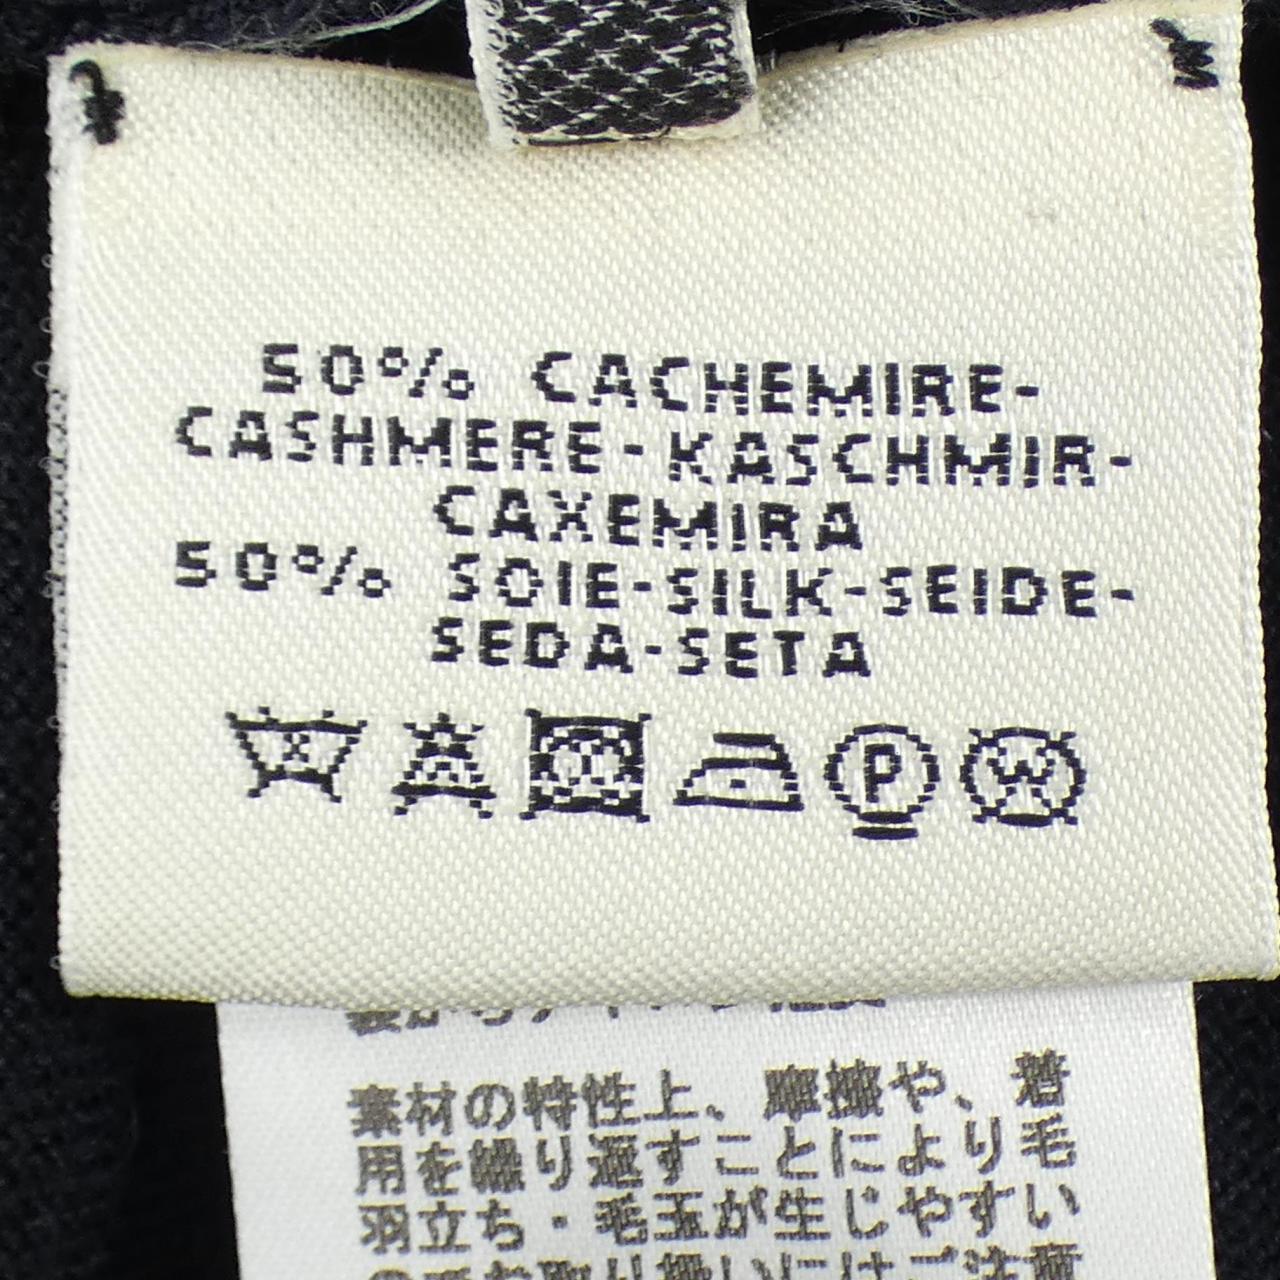 50% CACHEMIRE-
CASHMERE-KASCHMIR-
CAXEMIRA
50% SOIE-SILK-SEIDE-
SEDA-SETA
P W
素材の特性上、摩擦や、着
用を繰り返すことにより毛
羽立ち・毛玉が生じやすい